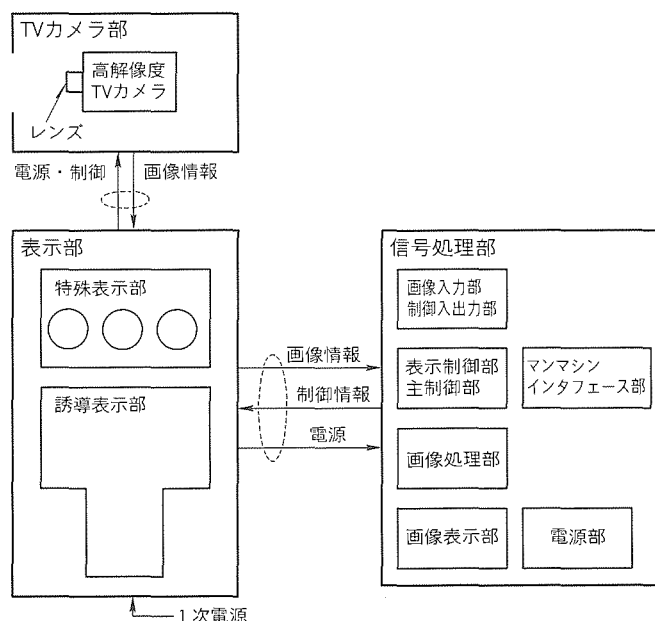 TVカメラ部
高解像度
TVカメラ
レンズ
電源・制御
画像情報
表示部
特殊表示部
誘導表示部
1次電源
画像情報
制御情報
電源
信号処理部
画像入力部
制御入出力部
表示制御部
主制御部
マンマシン
インタフェース部
画像処理部
画像表示部
電源部